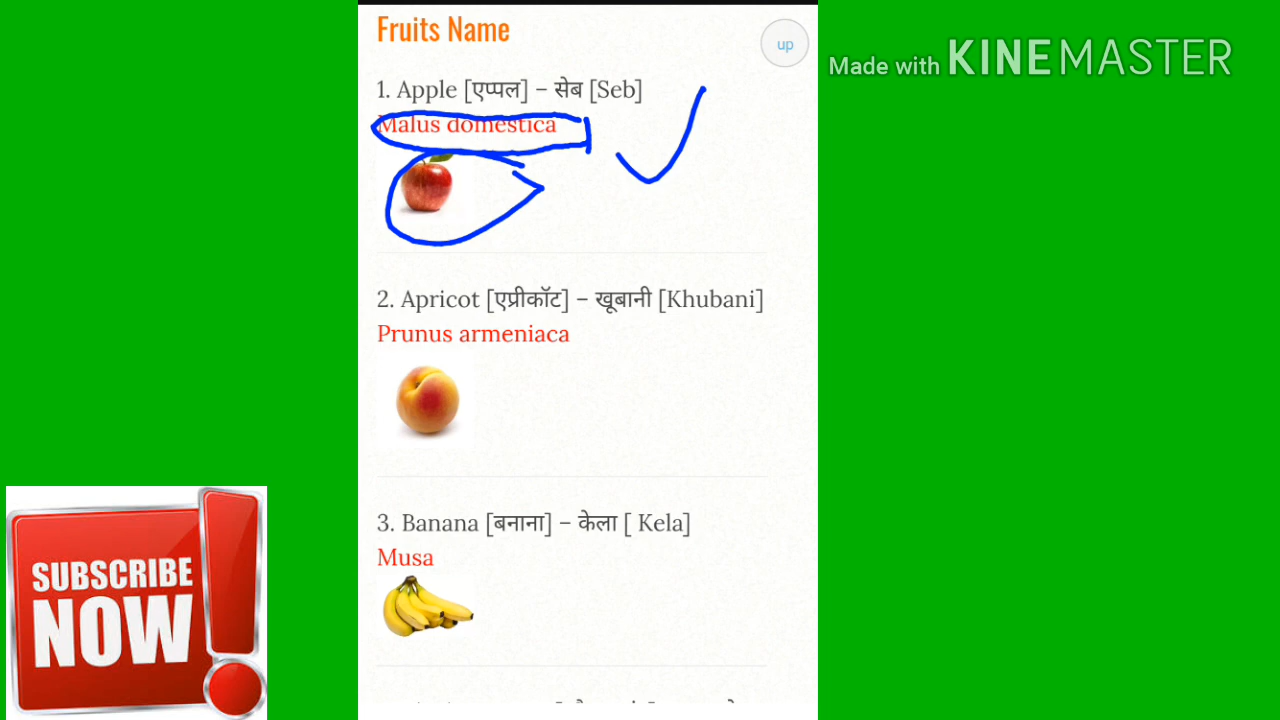 Fruits Name
up
Made with KINEMASTER
1. Apple [एप्पल] – सेब [Seb]
Malus domestica
2. Apricot [एप्रीकॉट] – खूबानी [Khubani]
Prunus armeniaca
3. Banana [बनाना] – केला [ Kela]
Musa
SUBSCRIBE
NOW!